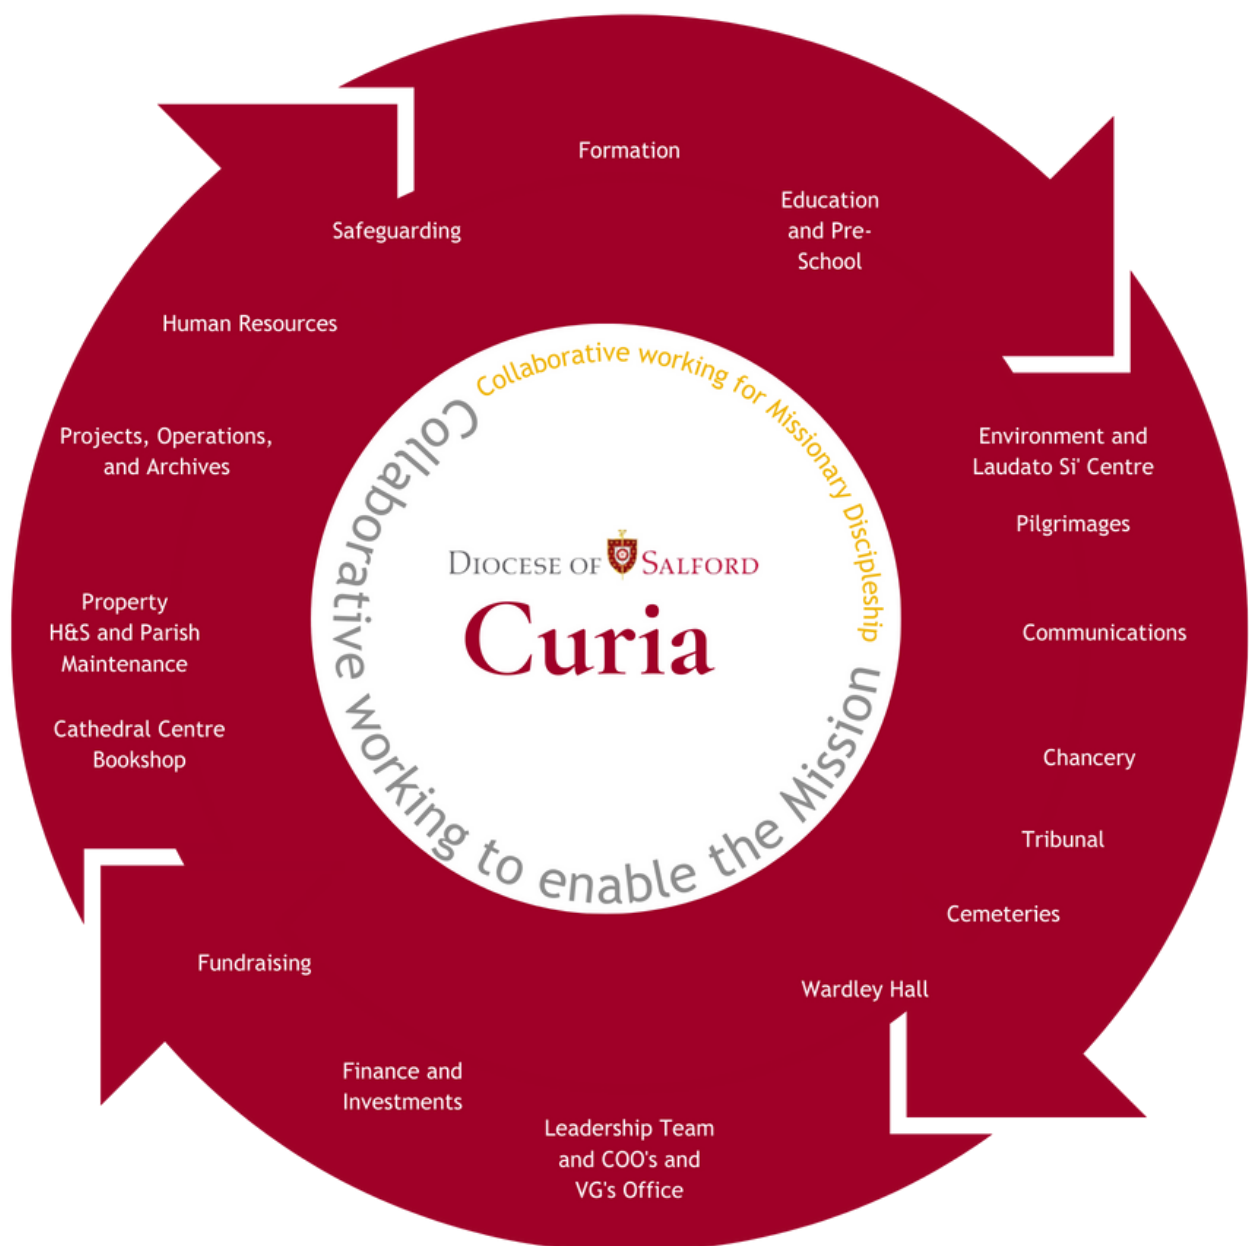 Formation
Education
and Pre-
School
Safeguarding
Human Resources
Projects, Operations,
and Archives
Environment and
Laudato Si' Centre
Pilgrimages
Property
H&S and Parish
Maintenance
Communications
Cathedral Centre
Bookshop
Chancery
Tribunal
Cemeteries
Wardley Hall
Fundraising
Finance and
Investments
Leadership Team
and COO's and
VG's Office
Collaborative working for Missionary Discipleship
Collaborative working to enable the Mission
DIOCESE OF SALFORD
Curia